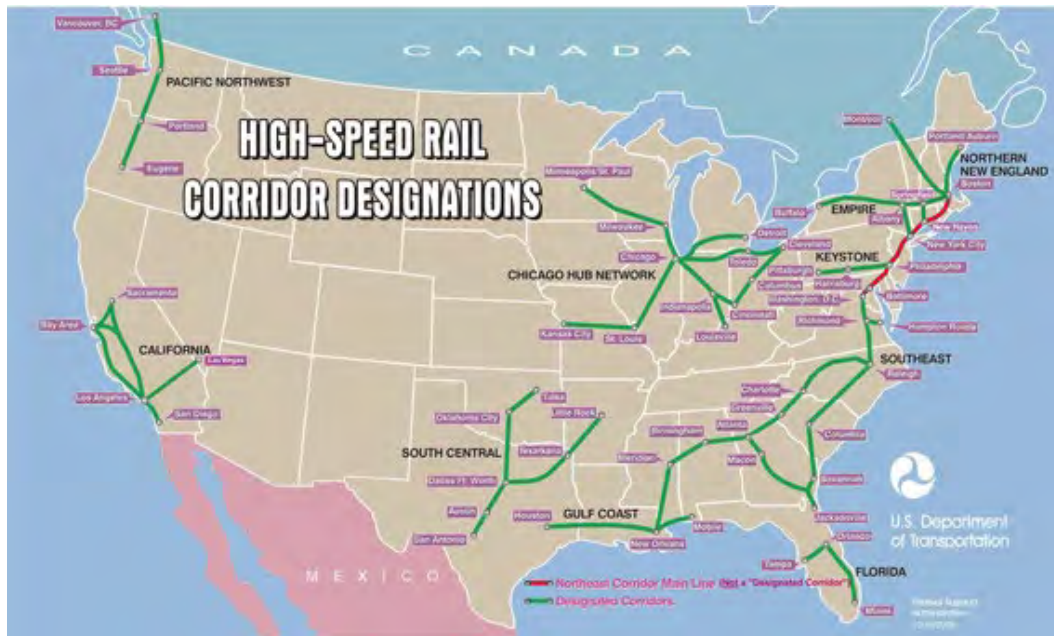 CANADA
Vancouver, BC
Seattle
PACIFIC NORTHWEST
Portland
Eugene
HIGH-SPEED RAIL
CORRIDOR DESIGNATIONS
Minneapolis/St. Paul
Milwaukee
Chicago
CHICAGO HUB NETWORK
Detroit
Toledo
Cleveland
Columbus
Indianapolis
Cincinnati
Louisville
Kansas City
St. Louis
Montreal
Portland Auburn
NORTHERN
NEW ENGLAND
Boston
Buffalo
EMPIRE
Albany
New Haven
New York City
KEYSTONE
Pittsburgh
Harrisburg
Philadelphia
Washington, D.C.
Baltimore
Richmond
Hampton Roads
SOUTHEAST
Raleigh
Charlotte
Greenville
Atlanta
Birmingham
Macon
Columbia
Savannah
Jacksonville
Meridian
Sacramento
Bay Area
CALIFORNIA
Las Vegas
Los Angeles
San Diego
Tulsa
Oklahoma City
Little Rock
SOUTH CENTRAL
Texarkana
Dallas Ft. Worth
Austin
San Antonio
Houston
GULF COAST
New Orleans
Mobile
Orlando
Tampa
FLORIDA
Miami
MEXICO
U.S. Department
of Transportation
Northeast Corridor Main Line (Not a "Designated Corridor")
Designated Corridors